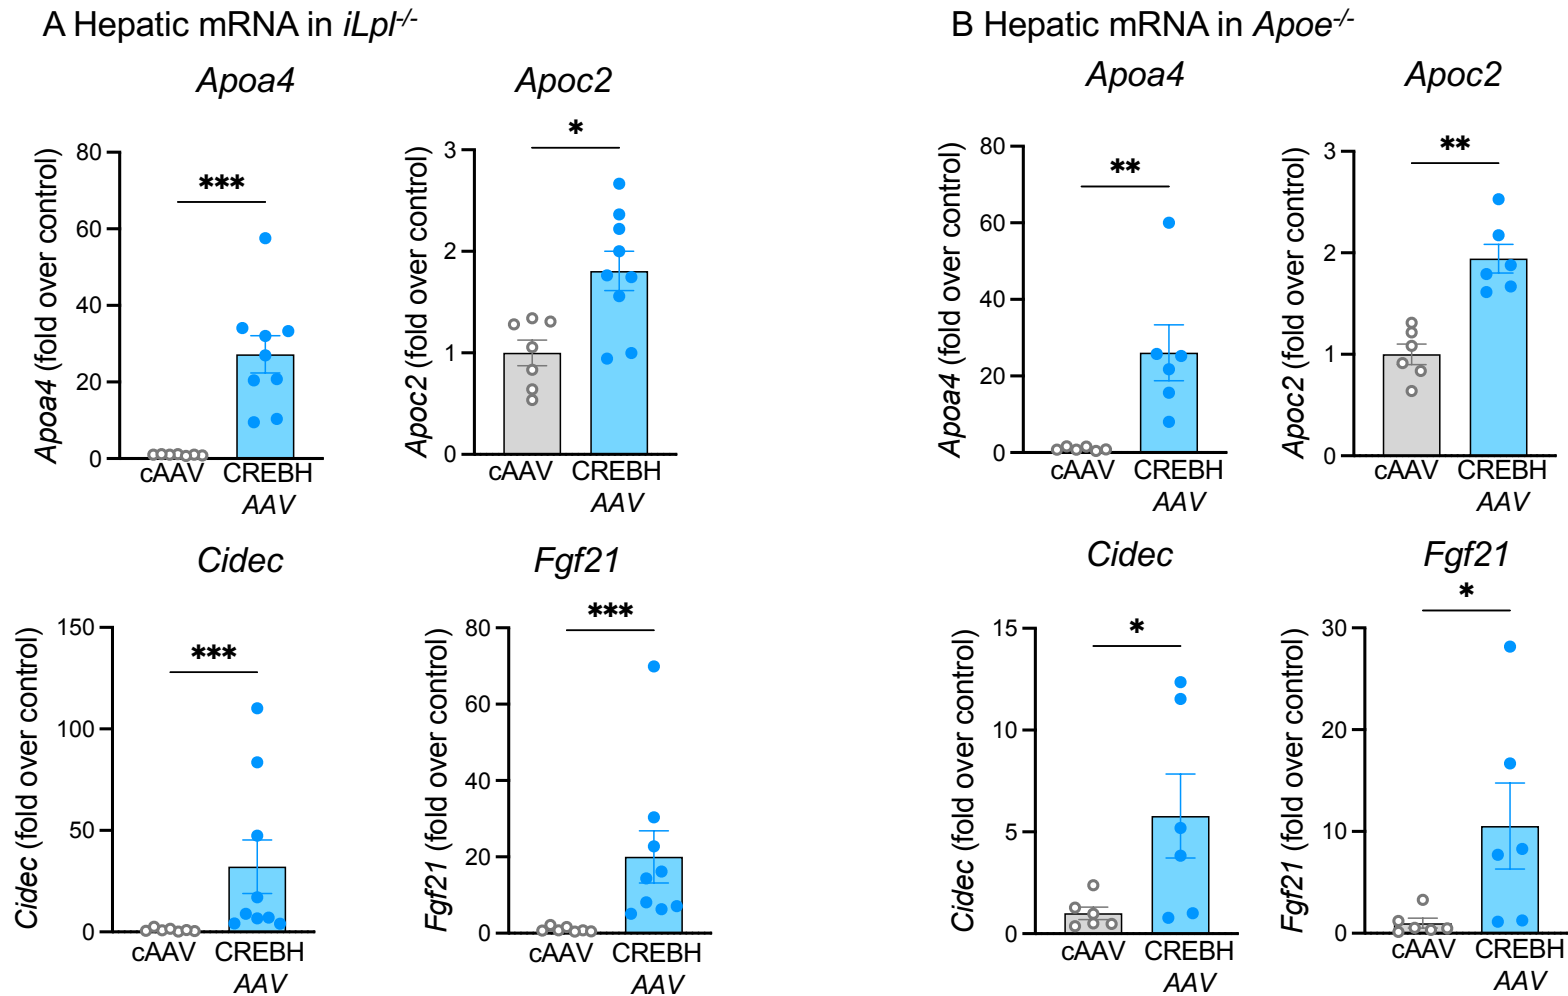 A Hepatic mRNA in iLpl-/-
Apoa4
Apoa4 (fold over control)
80
60
40
20
0
***
cAAV CREBH
AAV
Apoc2
Apoc2 (fold over control)
3
2
1
0
*
cAAV CREBH
AAV
Cidec
Cidec (fold over control)
150
100
50
0
***
cAAV CREBH
AAV
Fgf21
Fgf21 (fold over control)
80
60
40
20
0
***
cAAV CREBH
AAV
B Hepatic mRNA in Apoe-/-
Apoa4
Apoa4 (fold over control)
80
60
40
20
0
**
cAAV CREBH
AAV
Apoc2
Apoc2 (fold over control)
3
2
1
0
**
cAAV CREBH
AAV
Cidec
Cidec (fold over control)
15
10
5
0
*
cAAV CREBH
AAV
Fgf21
Fgf21 (fold over control)
30
20
10
0
*
cAAV CREBH
AAV